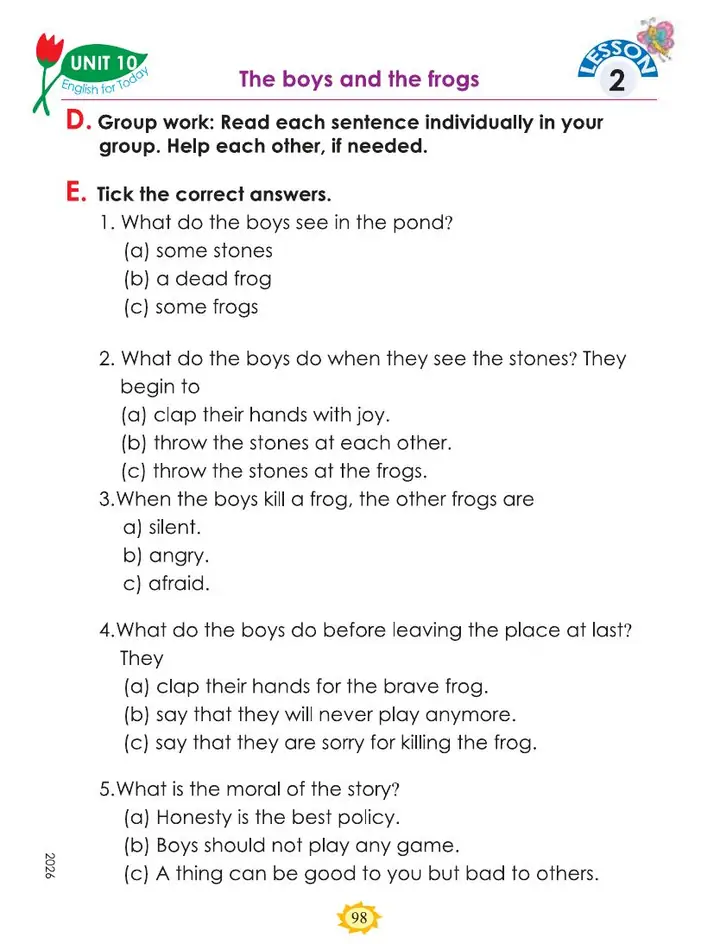 UNIT 10
English for Today
The boys and the frogs
LESSON
2
D. Group work: Read each sentence individually in your
group. Help each other, if needed.
E. Tick the correct answers.
1. What do the boys see in the pond?
(a) some stones
(b) a dead frog
(c) some frogs
2. What do the boys do when they see the stones? They
begin to
(a) clap their hands with joy.
(b) throw the stones at each other.
(c) throw the stones at the frogs.
3.When the boys kill a frog, the other frogs are
a) silent.
b) angry.
c) afraid.
4.What do the boys do before leaving the place at last?
They
(a) clap their hands for the brave frog.
(b) say that they will never play anymore.
(c) say that they are sorry for killing the frog.
5.What is the moral of the story?
(a) Honesty is the best policy.
(b) Boys should not play any game.
(c) A thing can be good to you but bad to others.
2026
98